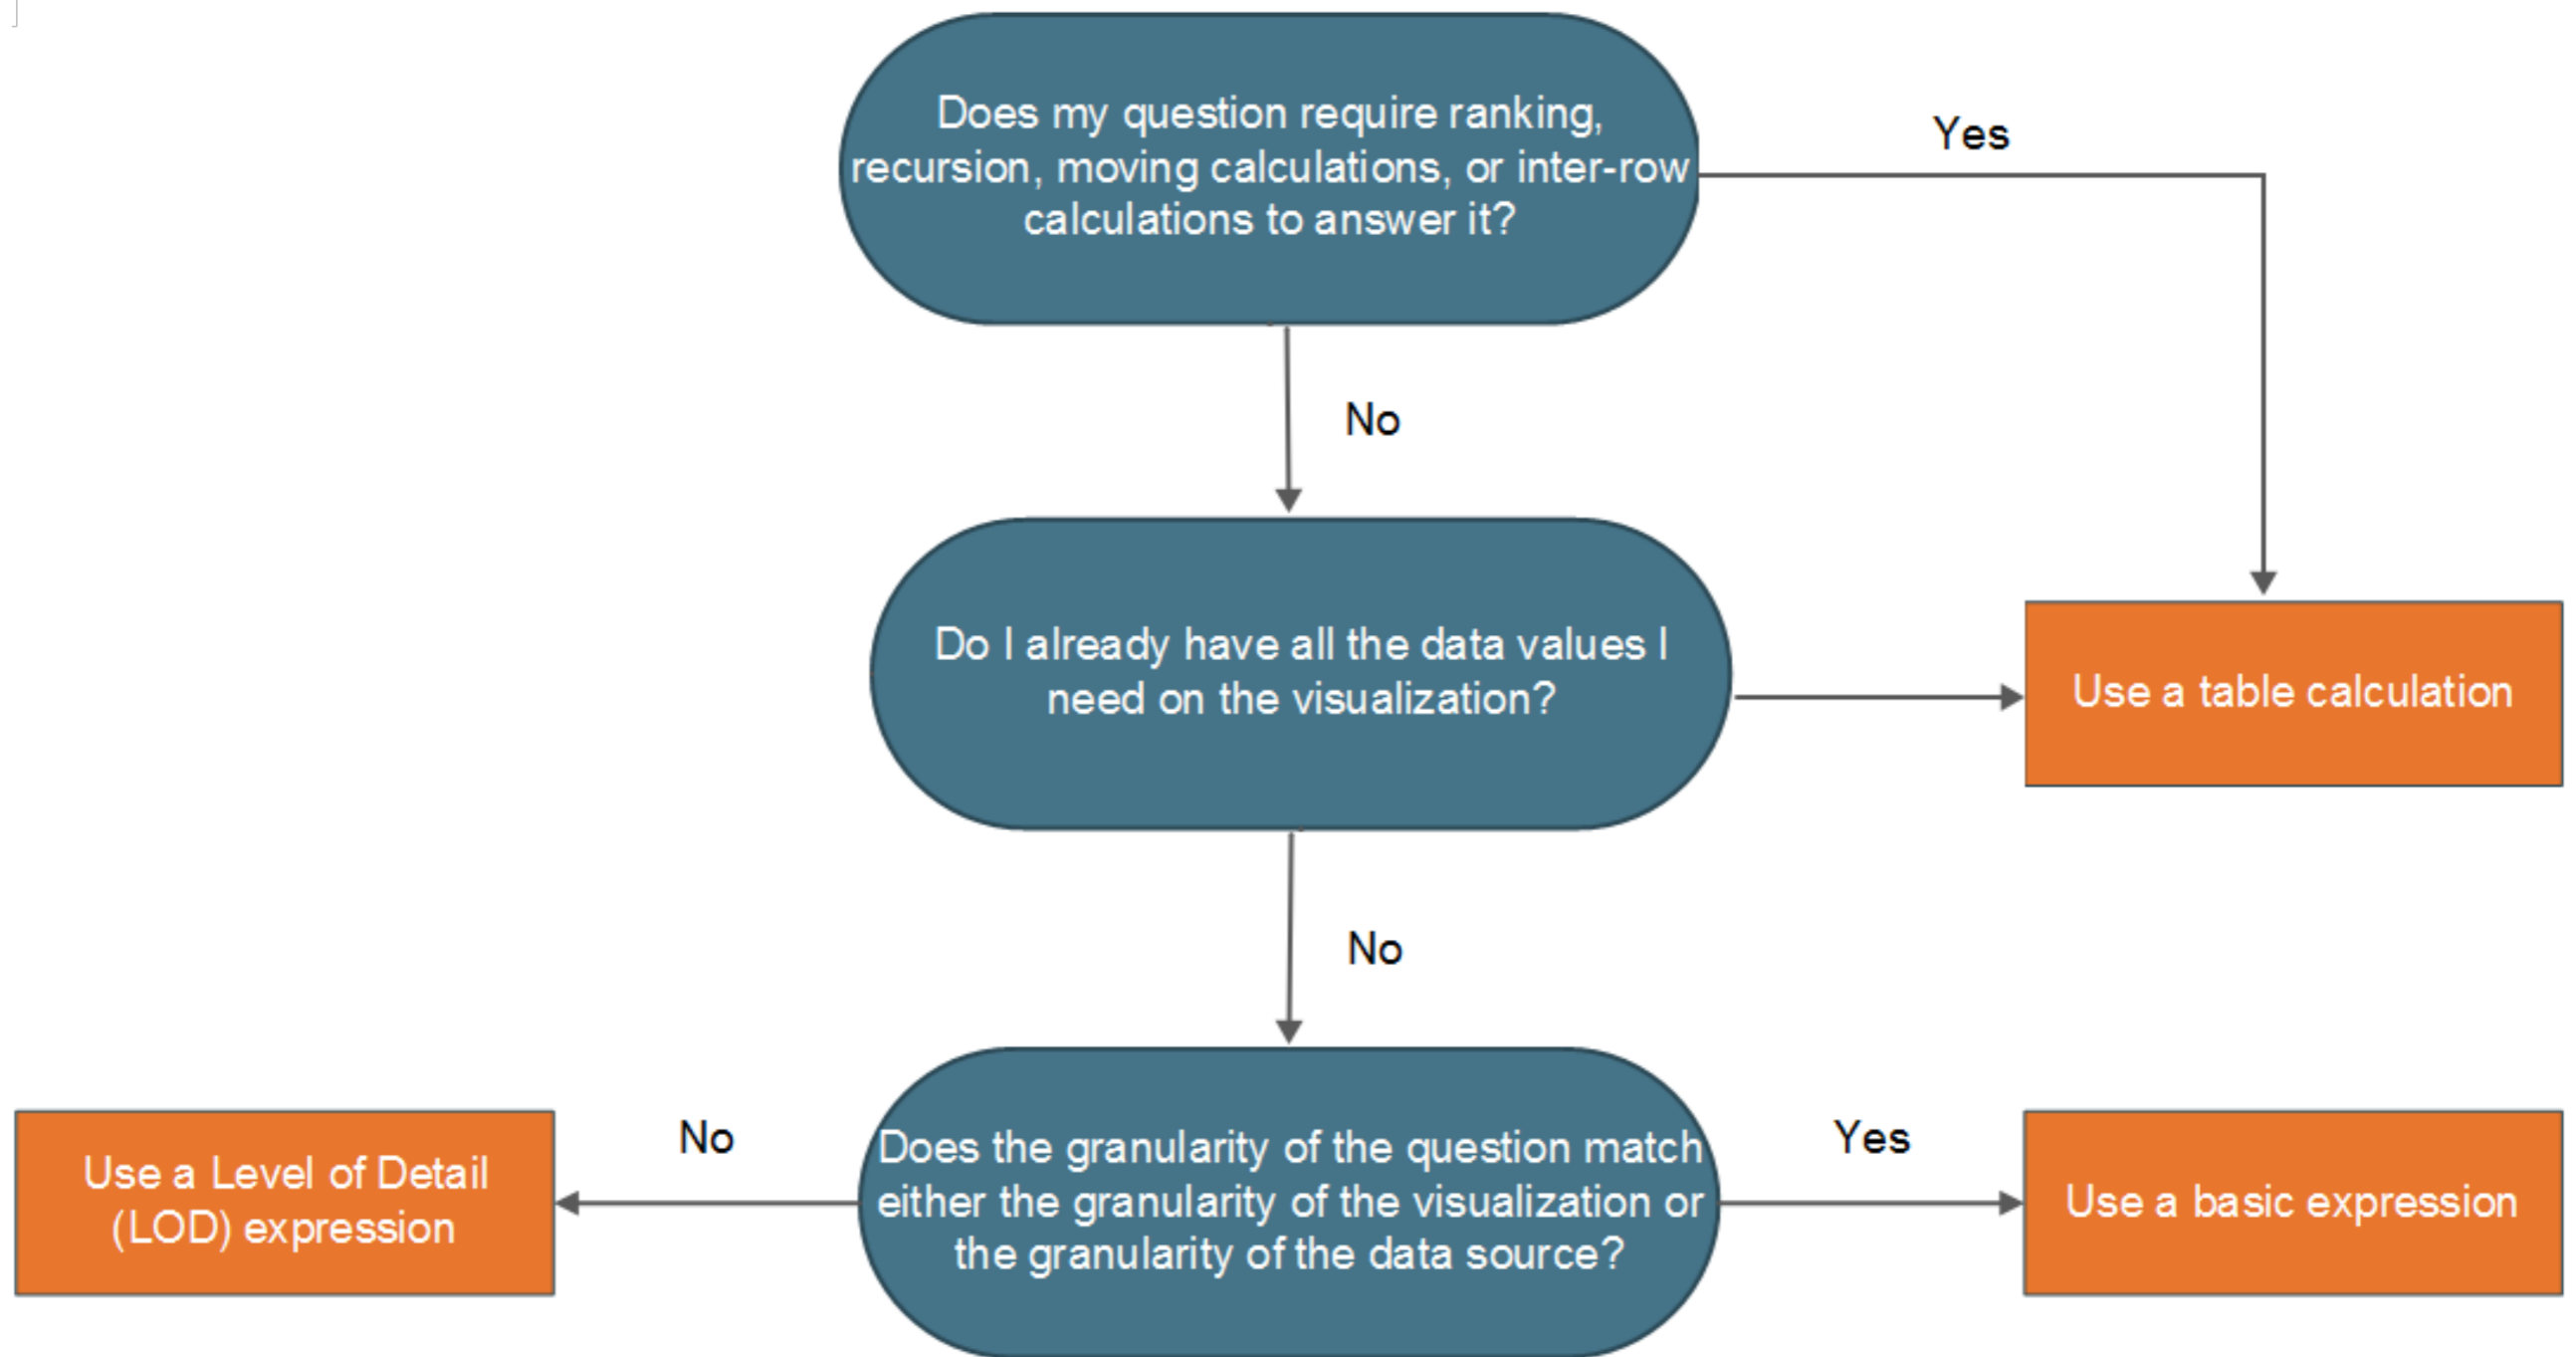 Does my question require ranking,
recursion, moving calculations, or inter-row
calculations to answer it?
Yes
No
Do I already have all the data values I
need on the visualization?
Use a table calculation
No
Use a Level of Detail
(LOD) expression
No
Does the granularity of the question match
either the granularity of the visualization or
the granularity of the data source?
Yes
Use a basic expression